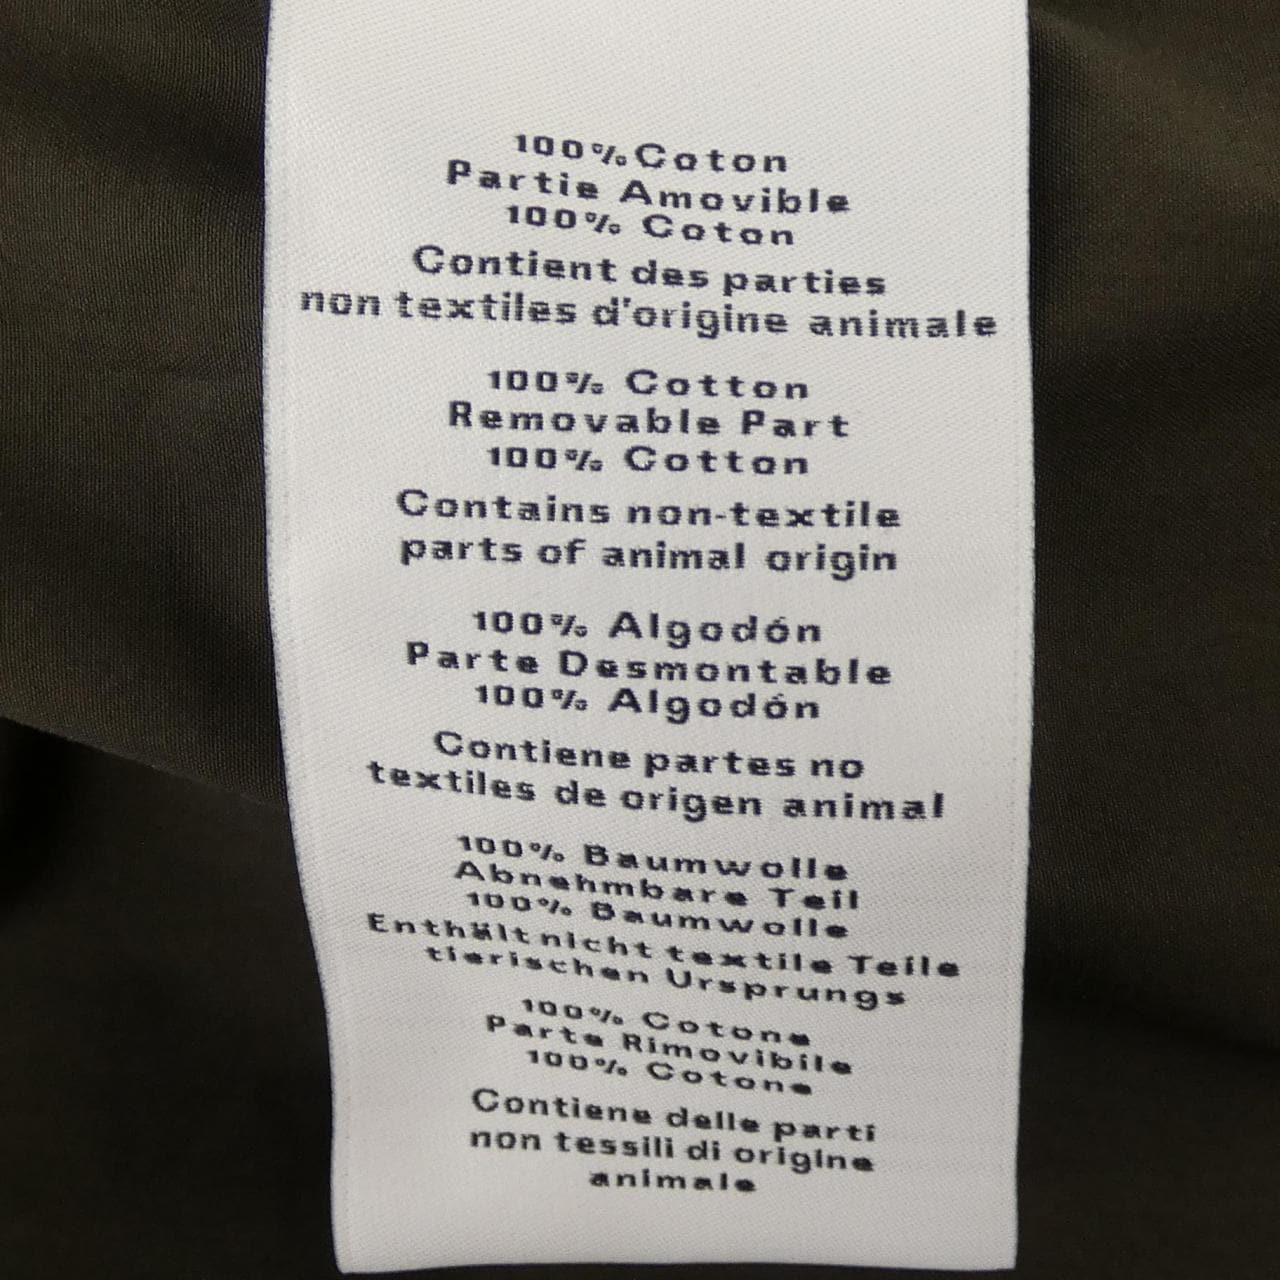 100% Coton
Partie Amovible
100% Coton
Contient des parties
non textiles d'origine animale
100% Cotton
Removable Part
100% Cotton
Contains non-textile
parts of animal origin
100% Algodón
Parte Desmontable
100% Algodón
Contiene partes no
textiles de origen animal
100% Baumwolle
Abnehmbare Teil
100% Baumwolle
Enthält nicht textile Teile
tierischen Ursprungs
100% Cotone
Parte Rimovibile
100% Cotone
Contiene delle parti
non tessili di origine
animale